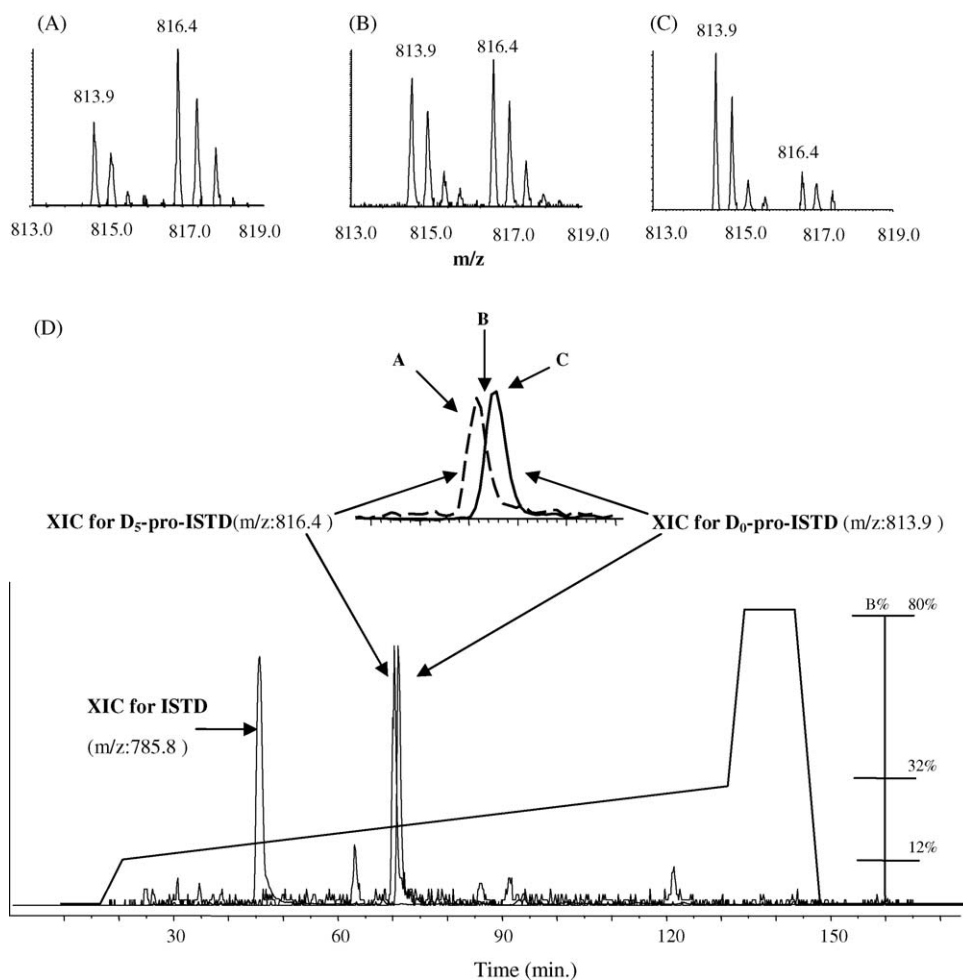 (A) (B) (C)
816.4
813.9
813.9 816.4
813.9
816.4
813.0 815.0 817.0 819.0
813.0 815.0 817.0 819.0
813.0 815.0 817.0 819.0
m/z
(D)
B
A C
XIC for D5-pro-ISTD(m/z:816.4 )
XIC for D0-pro-ISTD (m/z:813.9 )
B% 80%
XIC for ISTD
(m/z:785.8 )
32%
12%
30 60 90 120 150
Time (min.)